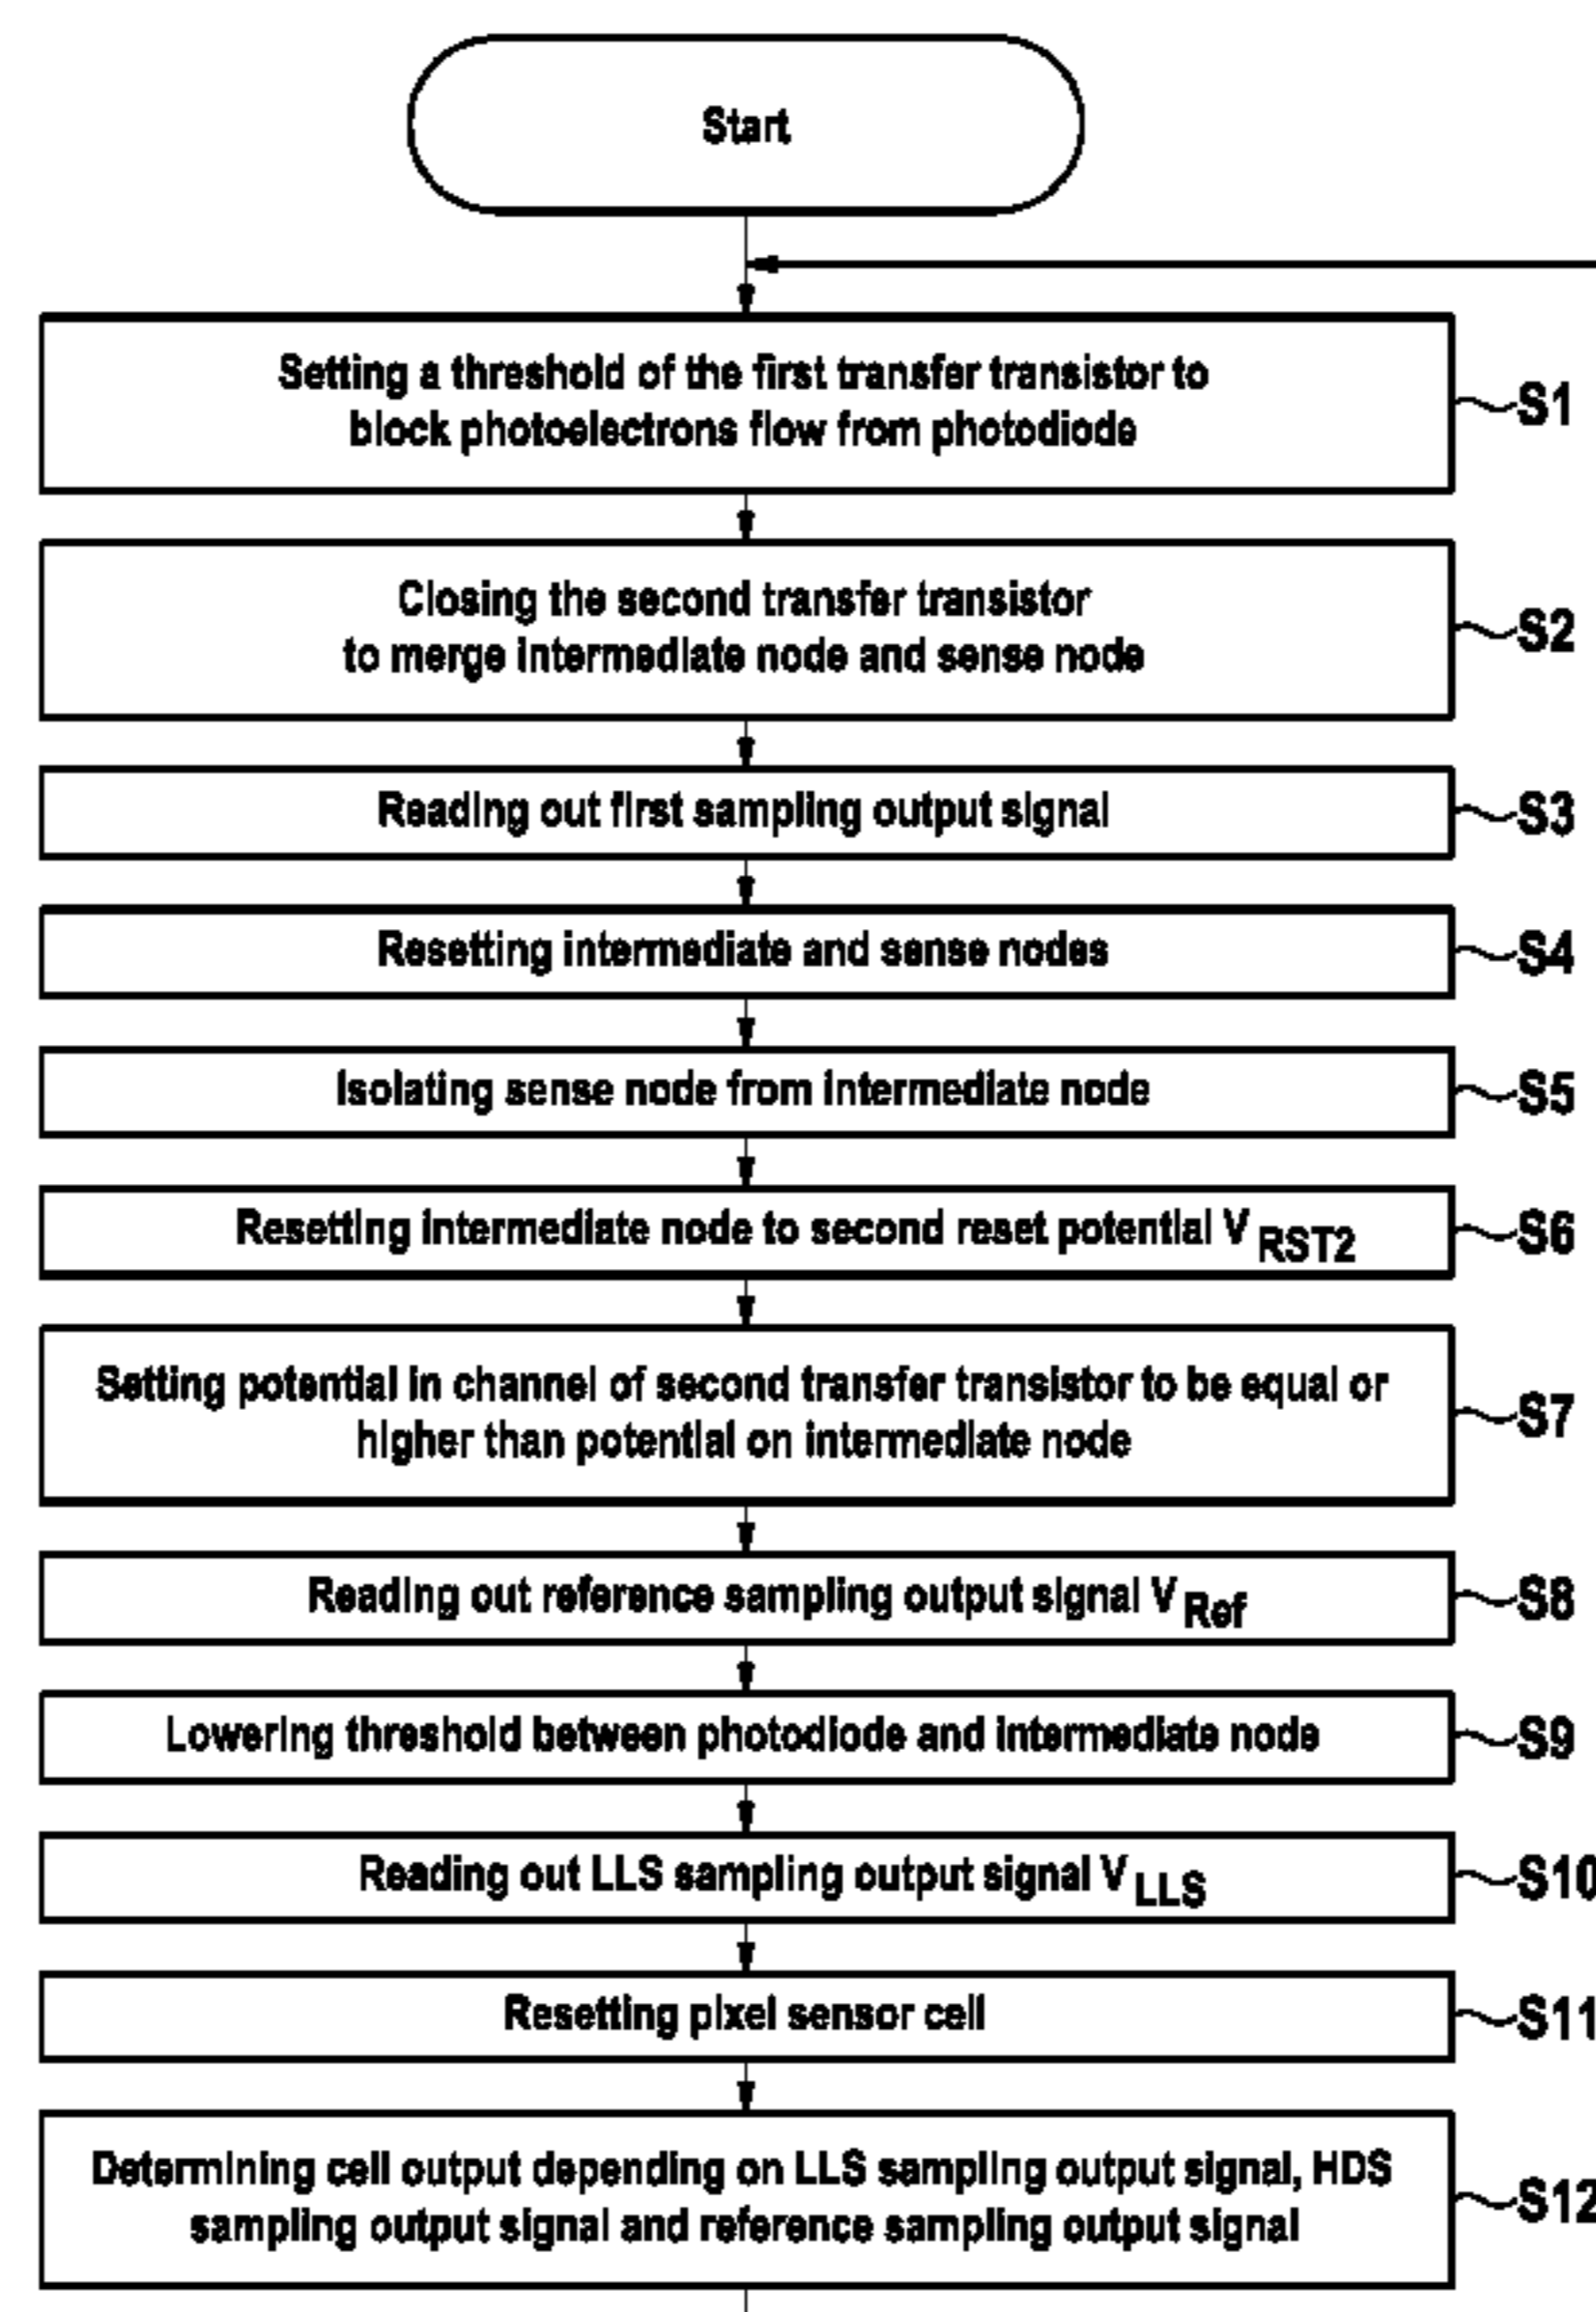 Start
Setting a threshold of the first transfer transistor to
block photoelectrons flow from photodiode
S1
Closing the second transfer transistor
to merge intermediate node and sense node
S2
Reading out first sampling output signal
S3
Resetting intermediate and sense nodes
S4
Isolating sense node from intermediate node
S5
Resetting intermediate node to second reset potential V RST2
S6
Setting potential in channel of second transfer transistor to be equal or
higher than potential on intermediate node
S7
Reading out reference sampling output signal V Ref
S8
Lowering threshold between photodiode and intermediate node
S9
Reading out LLS sampling output signal V LLS
S10
Resetting pixel sensor cell
S11
Determining cell output depending on LLS sampling output signal, HDS
sampling output signal and reference sampling output signal
S12